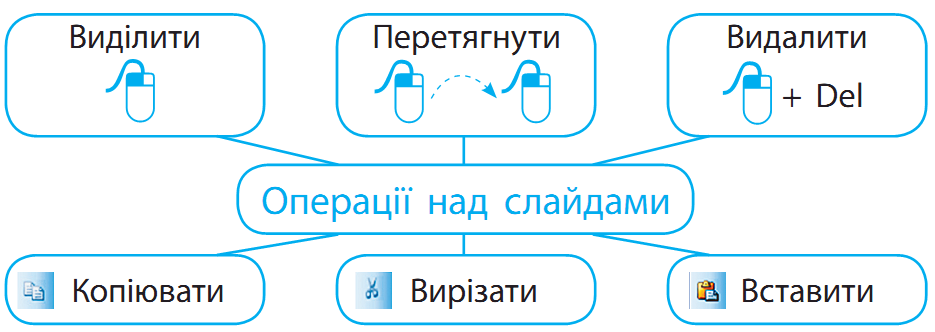 Виділити
Перетягнути
Видалити
+ Del
Операції над слайдами
Копіювати
Вирізати
Вставити